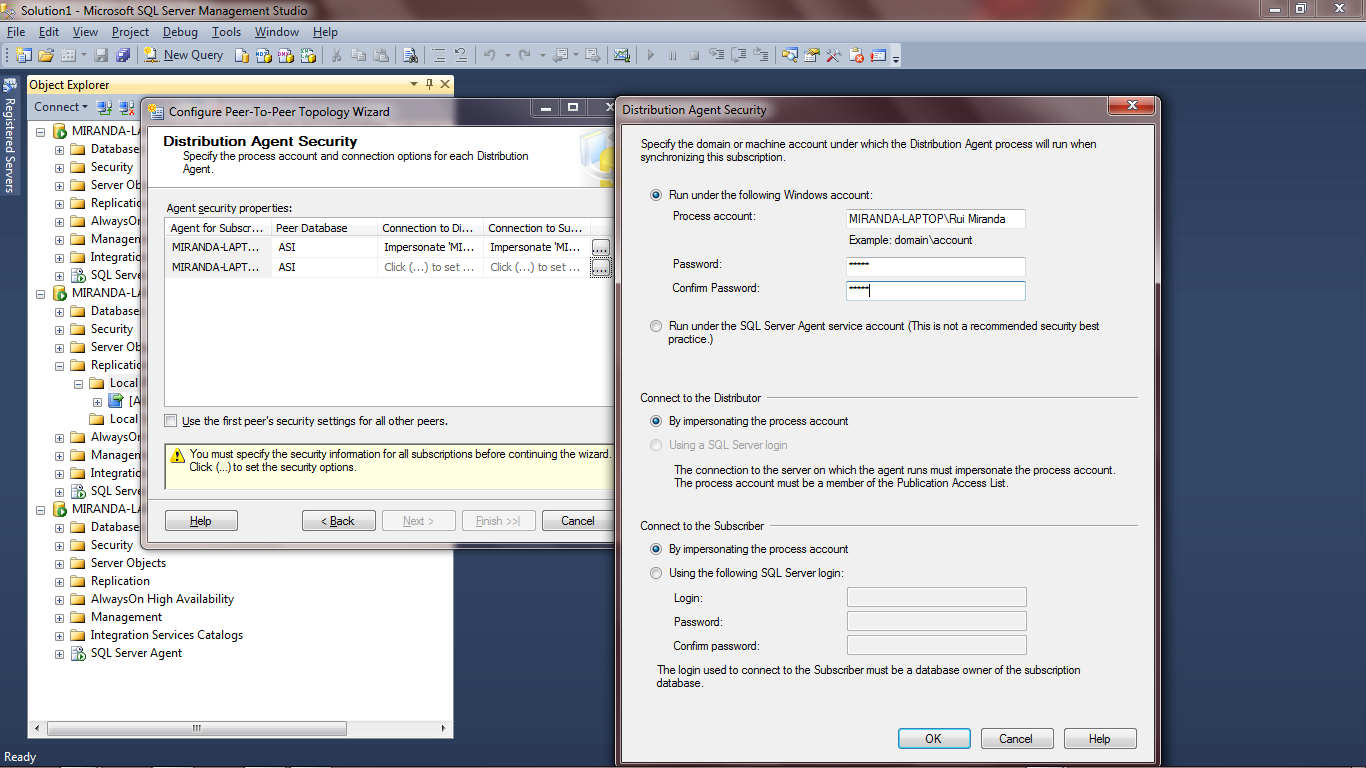 Solution1 - Microsoft SQL Server Management Studio
File Edit View Project Debug Tools Window Help
New Query
Registered Servers
Object Explorer
Connect
MIRANDA-LA
Database
Security
Server Ob
Replicatio
AlwaysOn
Managem
Integratio
SQL Serve
MIRANDA-LA
Database
Security
Server Ob
Replicatio
Local
[A
Local
AlwaysOn
Managem
Integratio
SQL Serve
MIRANDA-LA
Database
Security
Server Objects
Replication
AlwaysOn High Availability
Management
Integration Services Catalogs
SQL Server Agent
Ready
Configure Peer-To-Peer Topology Wizard
Distribution Agent Security
Specify the process account and connection options for each Distribution
Agent.
Agent security properties:
Agent for Subscr... Peer Database Connection to Di... Connection to Su...
MIRANDA-LAPT... ASI Impersonate 'MI... Impersonate 'MI... ...
MIRANDA-LAPT... ASI Click (...) to set ... Click (...) to set ... ...
Use the first peer's security settings for all other peers.
You must specify the security information for all subscriptions before continuing the wizard.
Click (...) to set the security options.
Help < Back Next > Finish >>| Cancel
Distribution Agent Security
Specify the domain or machine account under which the Distribution Agent process will run when
synchronizing this subscription.
Run under the following Windows account:
Process account: MIRANDA-LAPTOP\Rui Miranda
Example: domain\account
Password: *****
Confirm Password: *****
Run under the SQL Server Agent service account (This is not a recommended security best
practice.)
Connect to the Distributor
By impersonating the process account
Using a SQL Server login
The connection to the server on which the agent runs must impersonate the process account.
The process account must be a member of the Publication Access List.
Connect to the Subscriber
By impersonating the process account
Using the following SQL Server login:
Login:
Password:
Confirm password:
The login used to connect to the Subscriber must be a database owner of the subscription
database.
OK Cancel Help